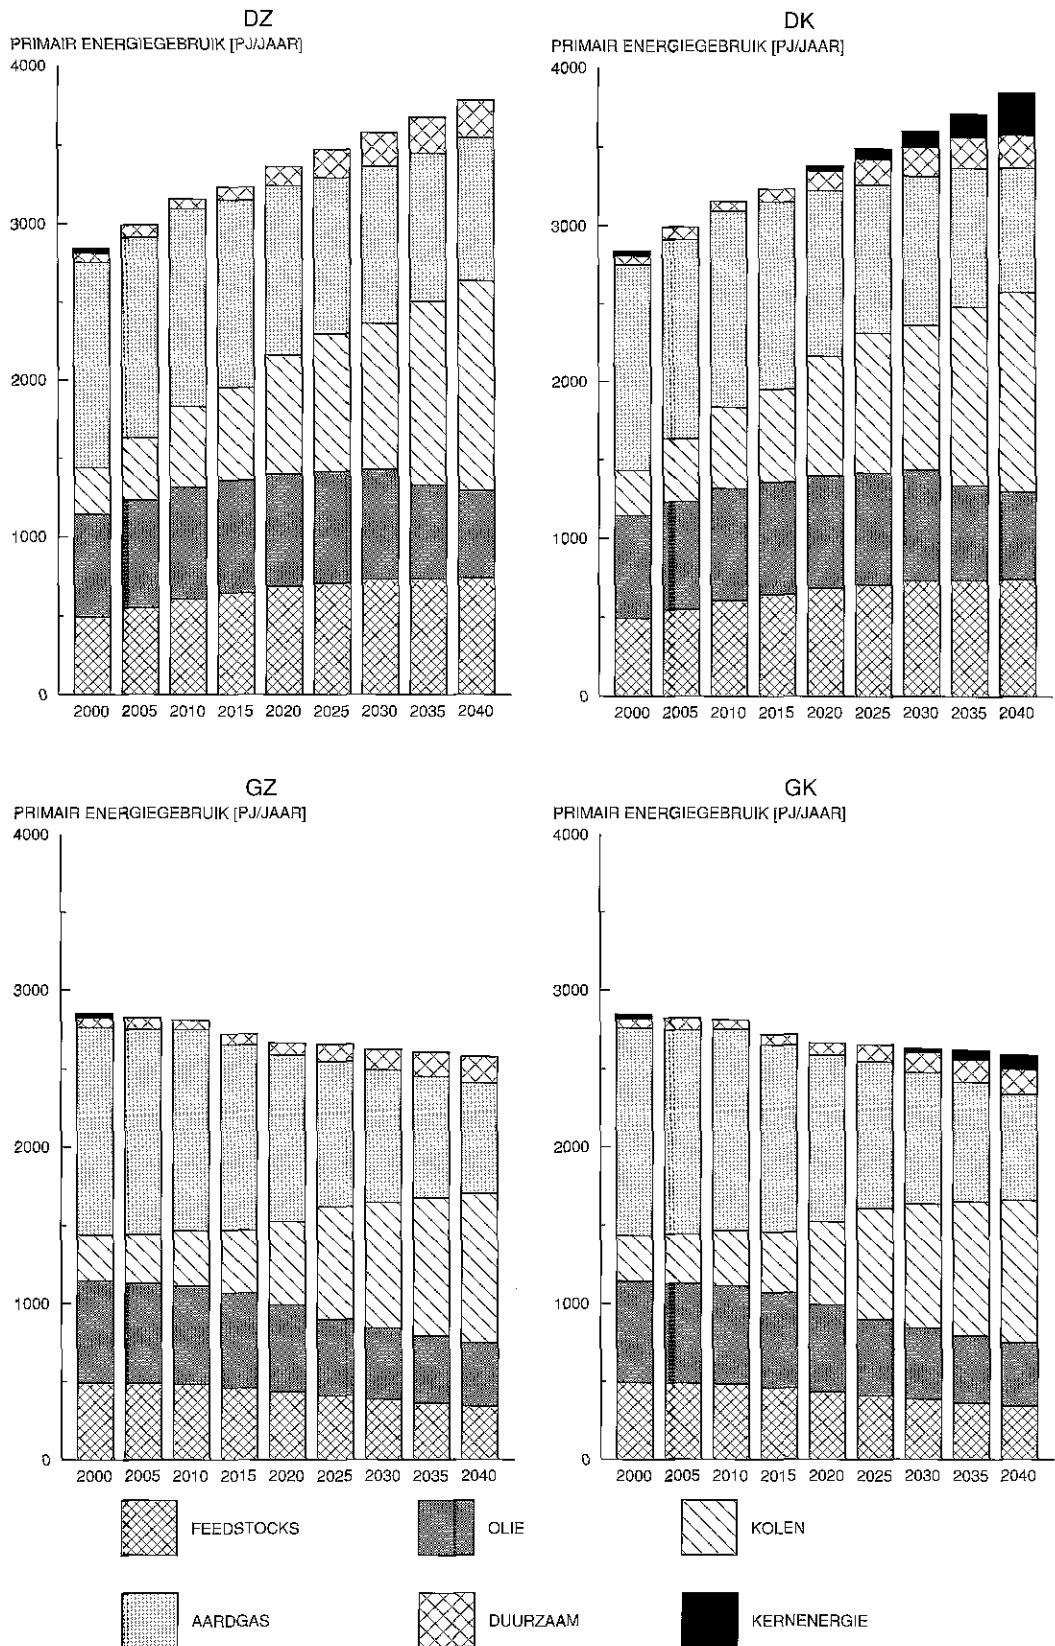 DZ
PRIMAIR ENERGIEGEBRUIK [PJ/JAAR]
4000
3000
2000
1000
0
2000 2005 2010 2015 2020 2025 2030 2035 2040
DK
PRIMAIR ENERGIEGEBRUIK [PJ/JAAR]
4000
3000
2000
1000
0
2000 2005 2010 2015 2020 2025 2030 2035 2040
GZ
PRIMAIR ENERGIEGEBRUIK [PJ/JAAR]
4000
3000
2000
1000
0
2000 2005 2010 2015 2020 2025 2030 2035 2040
GK
PRIMAIR ENERGIEGEBRUIK [PJ/JAAR]
4000
3000
2000
1000
0
2000 2005 2010 2015 2020 2025 2030 2035 2040
FEEDSTOCKS
OLIE
KOLEN
AARDGAS
DUURZAAM
KERNENERGIE